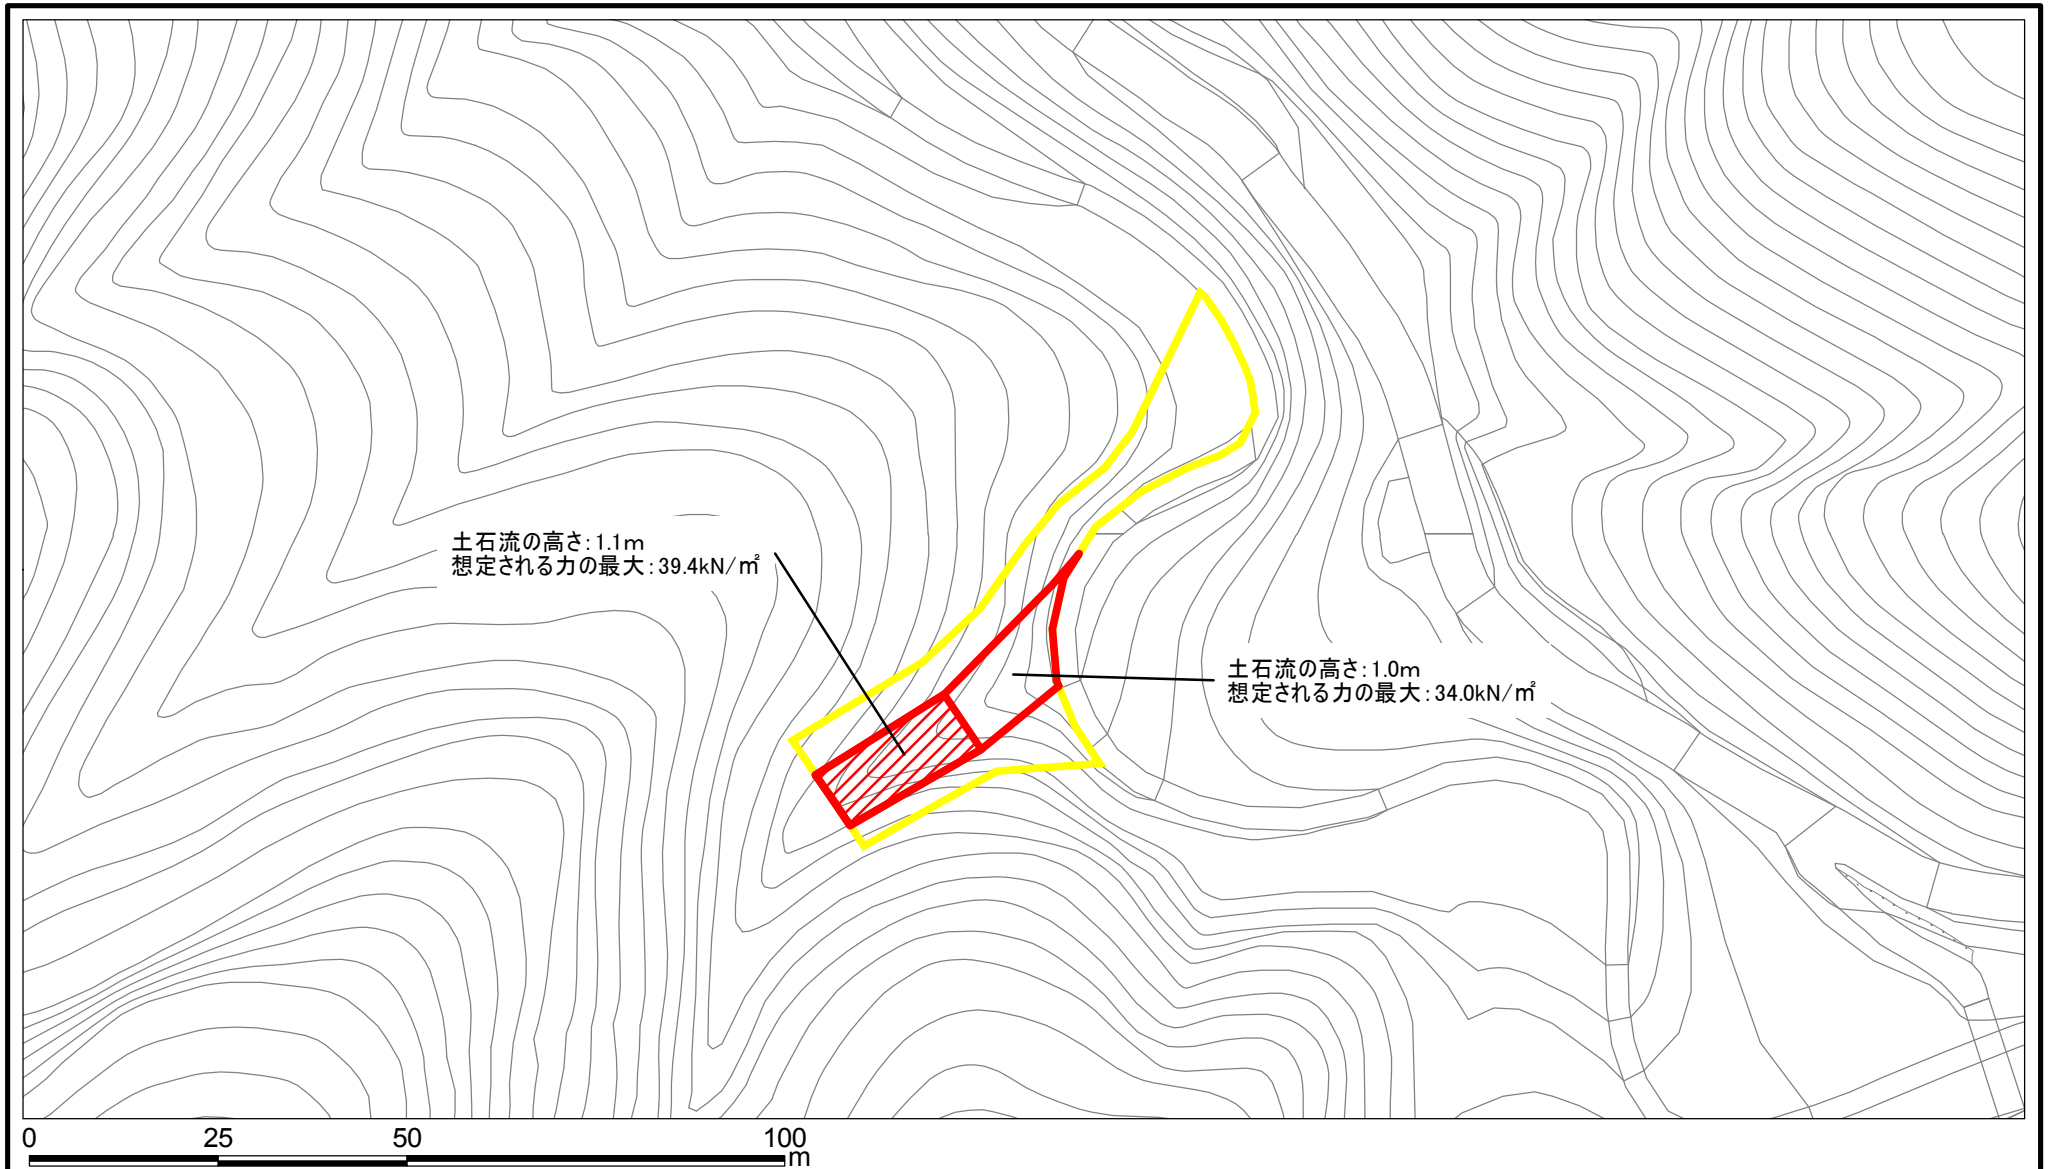 土石流の高さ:1.1m
想定される力の最大:39.4kN/㎡
土石流の高さ:1.0m
想定される力の最大:34.0kN/㎡
0 25 50 100
m